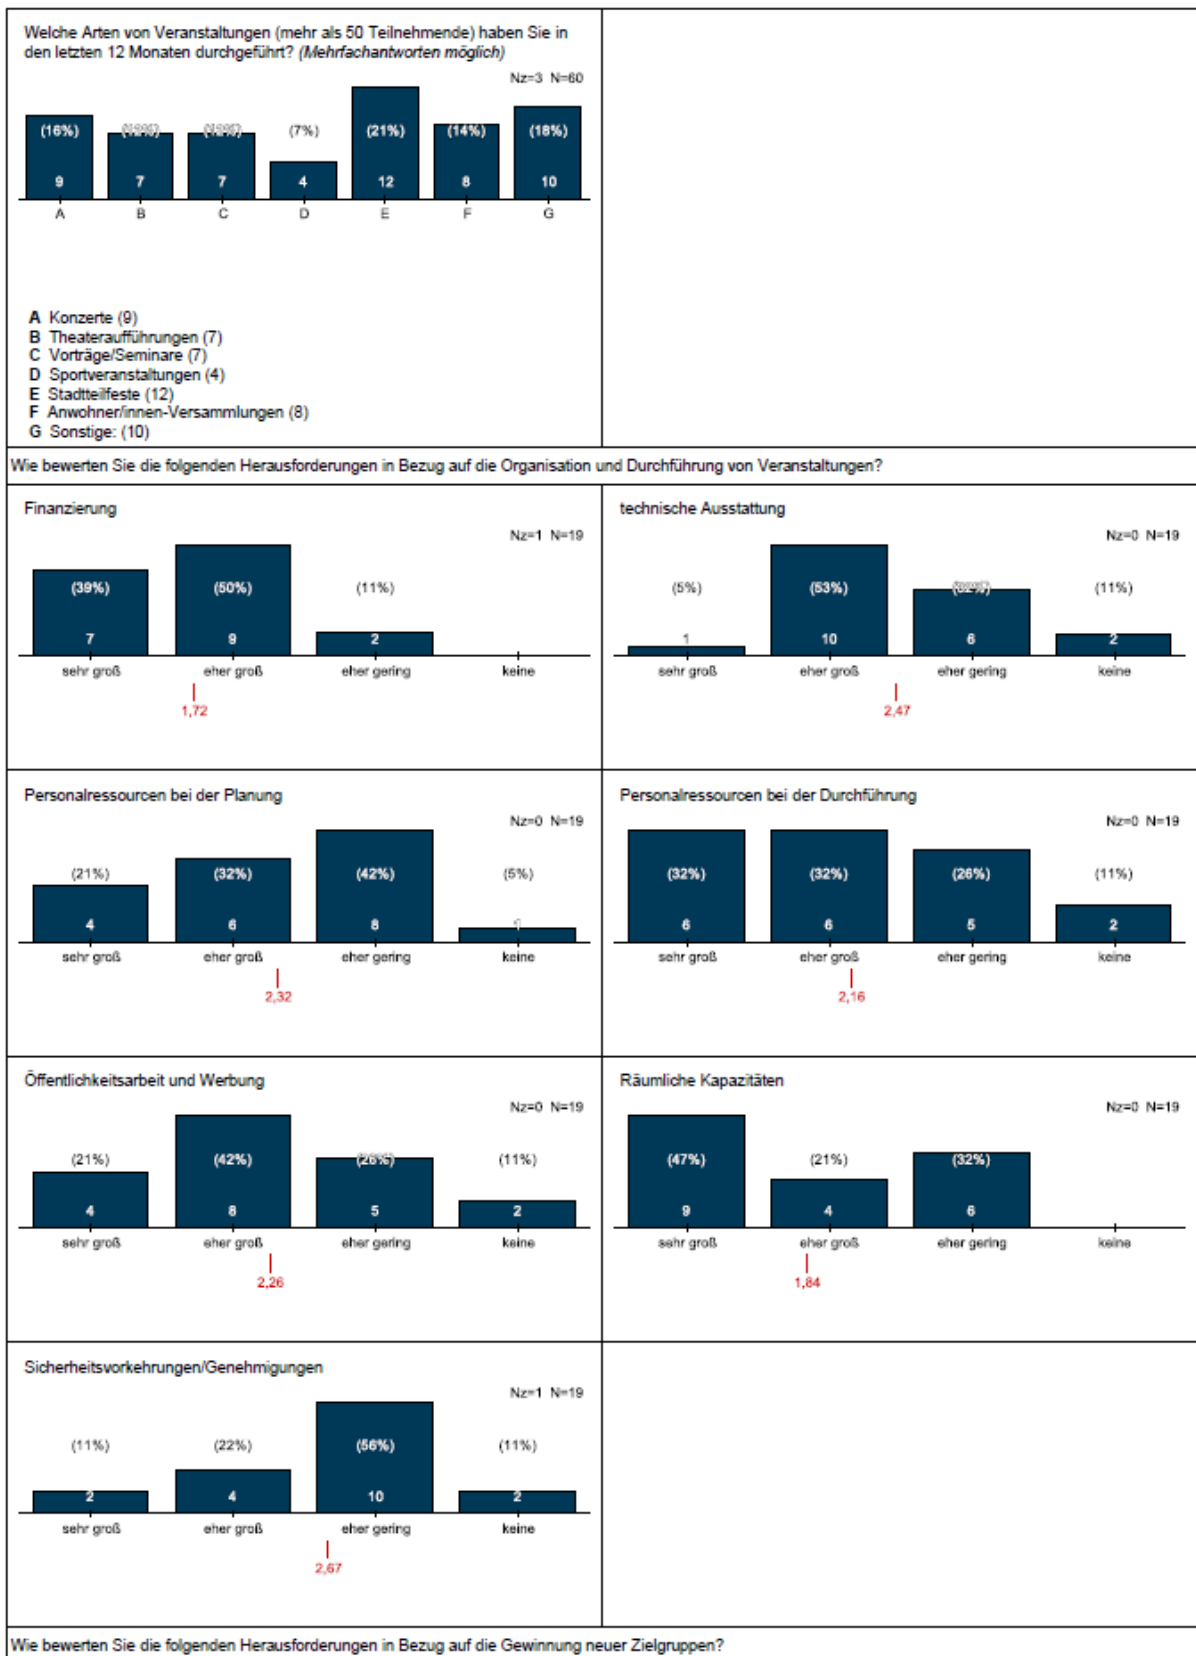 Welche Arten von Veranstaltungen (mehr als 50 Teilnehmende) haben Sie in
den letzten 12 Monaten durchgeführt? (Mehrfachantworten möglich)
Nz=3 N=60
(16%) (12%) (12%) (7%) (21%) (14%) (18%)
9 7 7 4 12 8 10
A B C D E F G
A Konzerte (9)
B Theateraufführungen (7)
C Vorträge/Seminare (7)
D Sportveranstaltungen (4)
E Stadtteilfeste (12)
F Anwohner/innen-Versammlungen (8)
G Sonstige: (10)
Wie bewerten Sie die folgenden Herausforderungen in Bezug auf die Organisation und Durchführung von Veranstaltungen?
Finanzierung
Nz=1 N=19
(39%) (50%) (11%)
7 9 2
sehr groß eher groß eher gering keine
1,72
technische Ausstattung
Nz=0 N=19
(5%) (53%) (32%) (11%)
1 10 6 2
sehr groß eher groß eher gering keine
2,47
Personalressourcen bei der Planung
Nz=0 N=19
(21%) (32%) (42%) (5%)
4 6 8 1
sehr groß eher groß eher gering keine
2,32
Personalressourcen bei der Durchführung
Nz=0 N=19
(32%) (32%) (26%) (11%)
6 6 5 2
sehr groß eher groß eher gering keine
2,16
Öffentlichkeitsarbeit und Werbung
Nz=0 N=19
(21%) (42%) (26%) (11%)
4 8 5 2
sehr groß eher groß eher gering keine
2,26
Räumliche Kapazitäten
Nz=0 N=19
(47%) (21%) (32%)
9 4 6
sehr groß eher groß eher gering keine
1,84
Sicherheitsvorkehrungen/Genehmigungen
Nz=1 N=19
(11%) (22%) (56%) (11%)
2 4 10 2
sehr groß eher groß eher gering keine
2,67
Wie bewerten Sie die folgenden Herausforderungen in Bezug auf die Gewinnung neuer Zielgruppen?